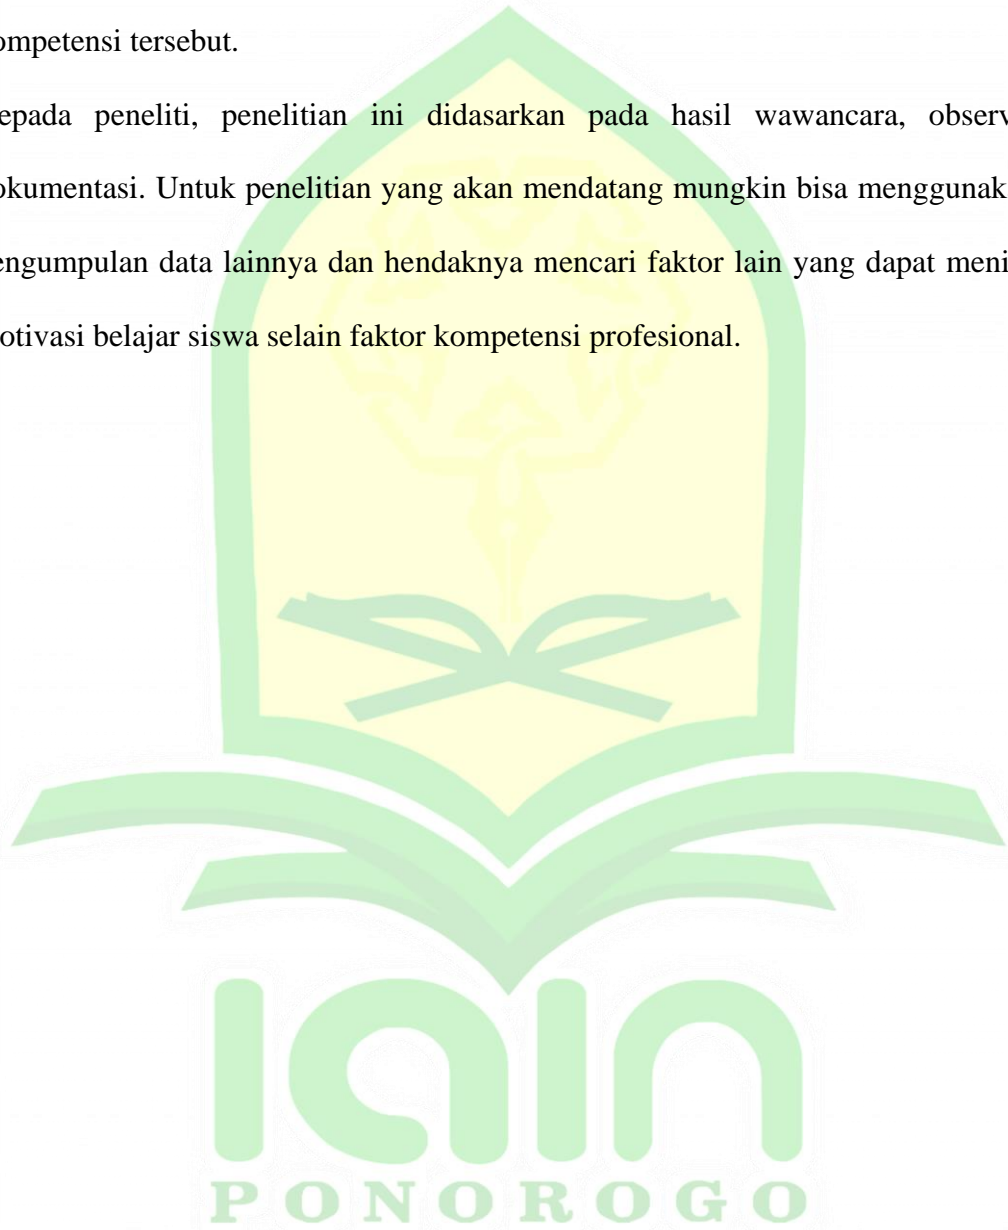 ompetensi tersebut.
epada peneliti, penelitian ini didasarkan pada hasil wawancara, observ
okumentasi. Untuk penelitian yang akan mendatang mungkin bisa menggunak
engumpulan data lainnya dan hendaknya mencari faktor lain yang dapat meni
otivasi belajar siswa selain faktor kompetensi profesional.
iain
PONOROGO